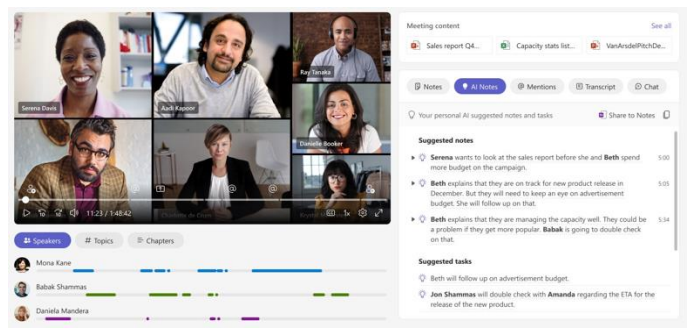 Serena Davis
Aadi Kapoor
Ray Tanaka
Danielle Booker
Charlotte de Crum
11:23 / 1:48:42
1x
Speakers
# Topics
Chapters
Mona Kane
Babak Shammas
Daniela Mandera
Meeting content
See all
Sales report Q4...
Capacity stats list...
VanArsdelPitchDe...
Notes
AI Notes
Mentions
Transcript
Chat
Your personal AI suggested notes and tasks
Share to Notes
Suggested notes
Serena wants to look at the sales report before she and Beth spend 5:00
more budget on the campaign.
Beth explains that they are on track for new product release in 5:05
December. But they will need to keep an eye on advertisement
budget. She will follow up on that.
Beth explains that they are managing the capacity well. They could be 5:34
a problem if they get more popular. Babak is going to double check
on that.
Suggested tasks
Beth will follow up on advertisement budget.
Jon Shammas will double check with Amanda regarding the ETA for the
release of the new product.